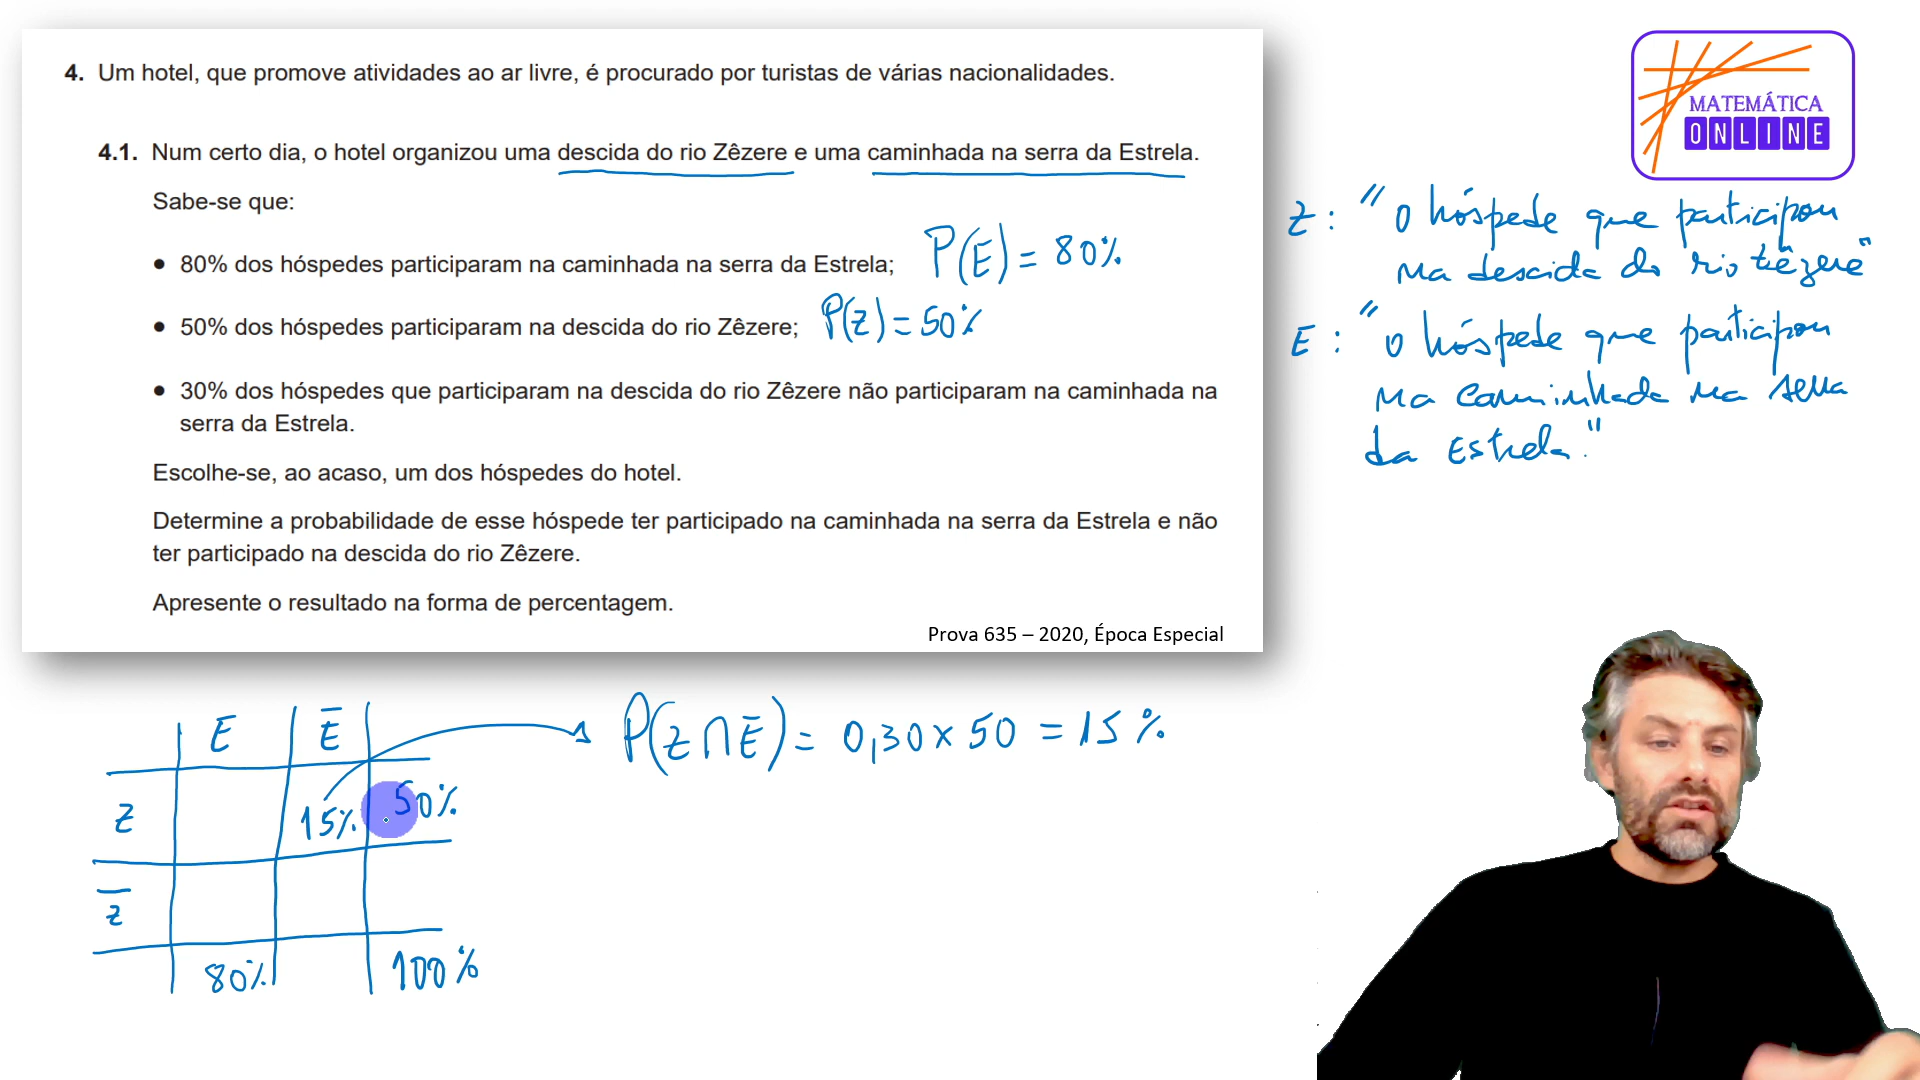 4. Um hotel, que promove atividades ao ar livre, é procurado por turistas de várias nacionalidades.
4.1. Num certo dia, o hotel organizou uma descida do rio Zêzere e uma caminhada na serra da Estrela.
Sabe-se que:
• 80% dos hóspedes participaram na caminhada na serra da Estrela;
P(E) = 80%
• 50% dos hóspedes participaram na descida do rio Zêzere;
P(Z) = 50%
• 30% dos hóspedes que participaram na descida do rio Zêzere não participaram na caminhada na
serra da Estrela.
Escolhe-se, ao acaso, um dos hóspedes do hotel.
Determine a probabilidade de esse hóspede ter participado na caminhada na serra da Estrela e não
ter participado na descida do rio Zêzere.
Apresente o resultado na forma de percentagem.
Prova 635 – 2020, Época Especial
MATEMÁTICA
ONLINE
Z : "O hóspede que participou
na descida do rio Zêzere"
E : "O hóspede que participou
na caminhada na serra
da Estrela."
E E̅
Z 15% 50%
Z̅
80% 100%
P(Z ∩ E̅) = 0,30 × 50 = 15%